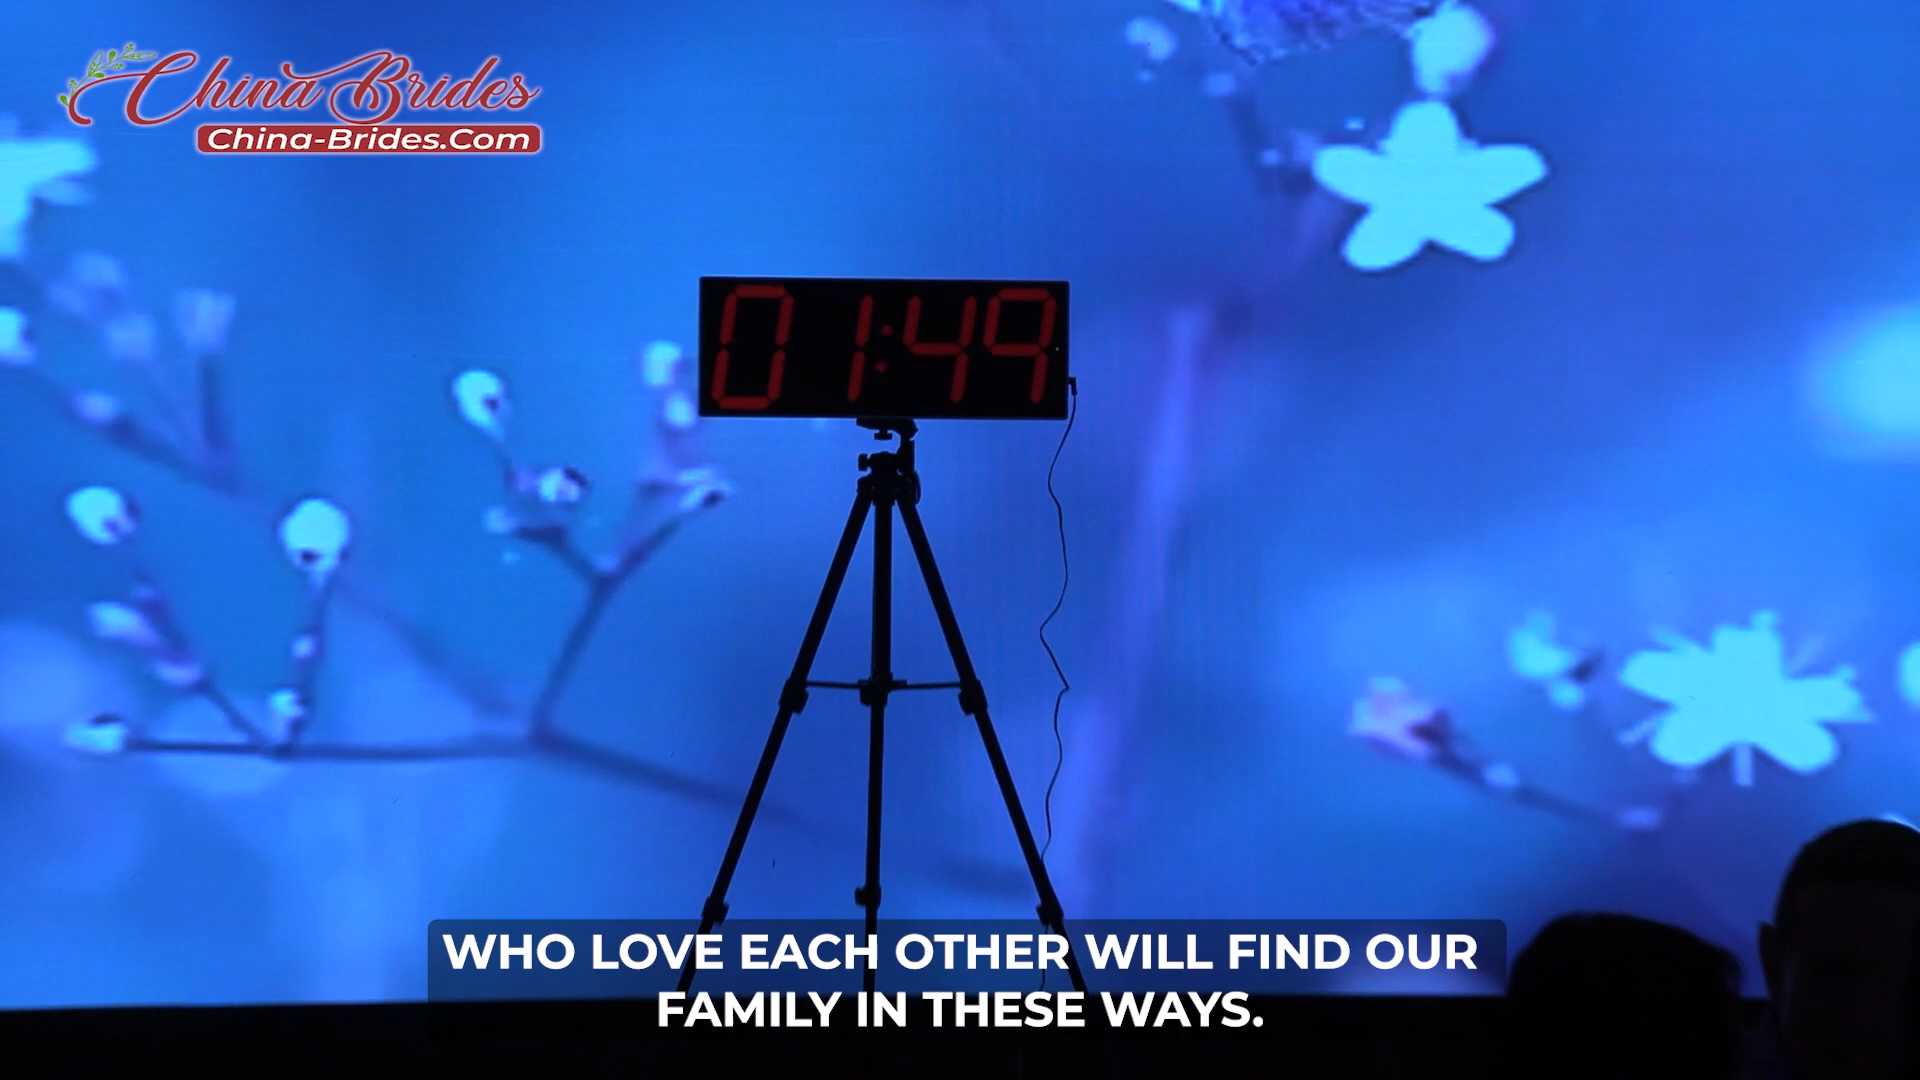 China Brides
China-Brides.Com
01:49
WHO LOVE EACH OTHER WILL FIND OUR
FAMILY IN THESE WAYS.